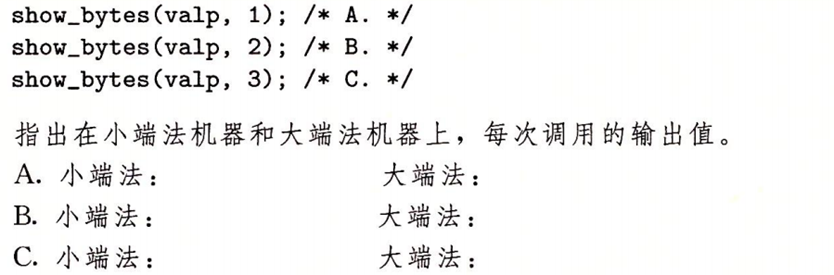 show_bytes(valp, 1); /* A. */
show_bytes(valp, 2); /* B. */
show_bytes(valp, 3); /* C. */
指出在小端法机器和大端法机器上，每次调用的输出值。
A. 小端法： 大端法：
B. 小端法： 大端法：
C. 小端法： 大端法：